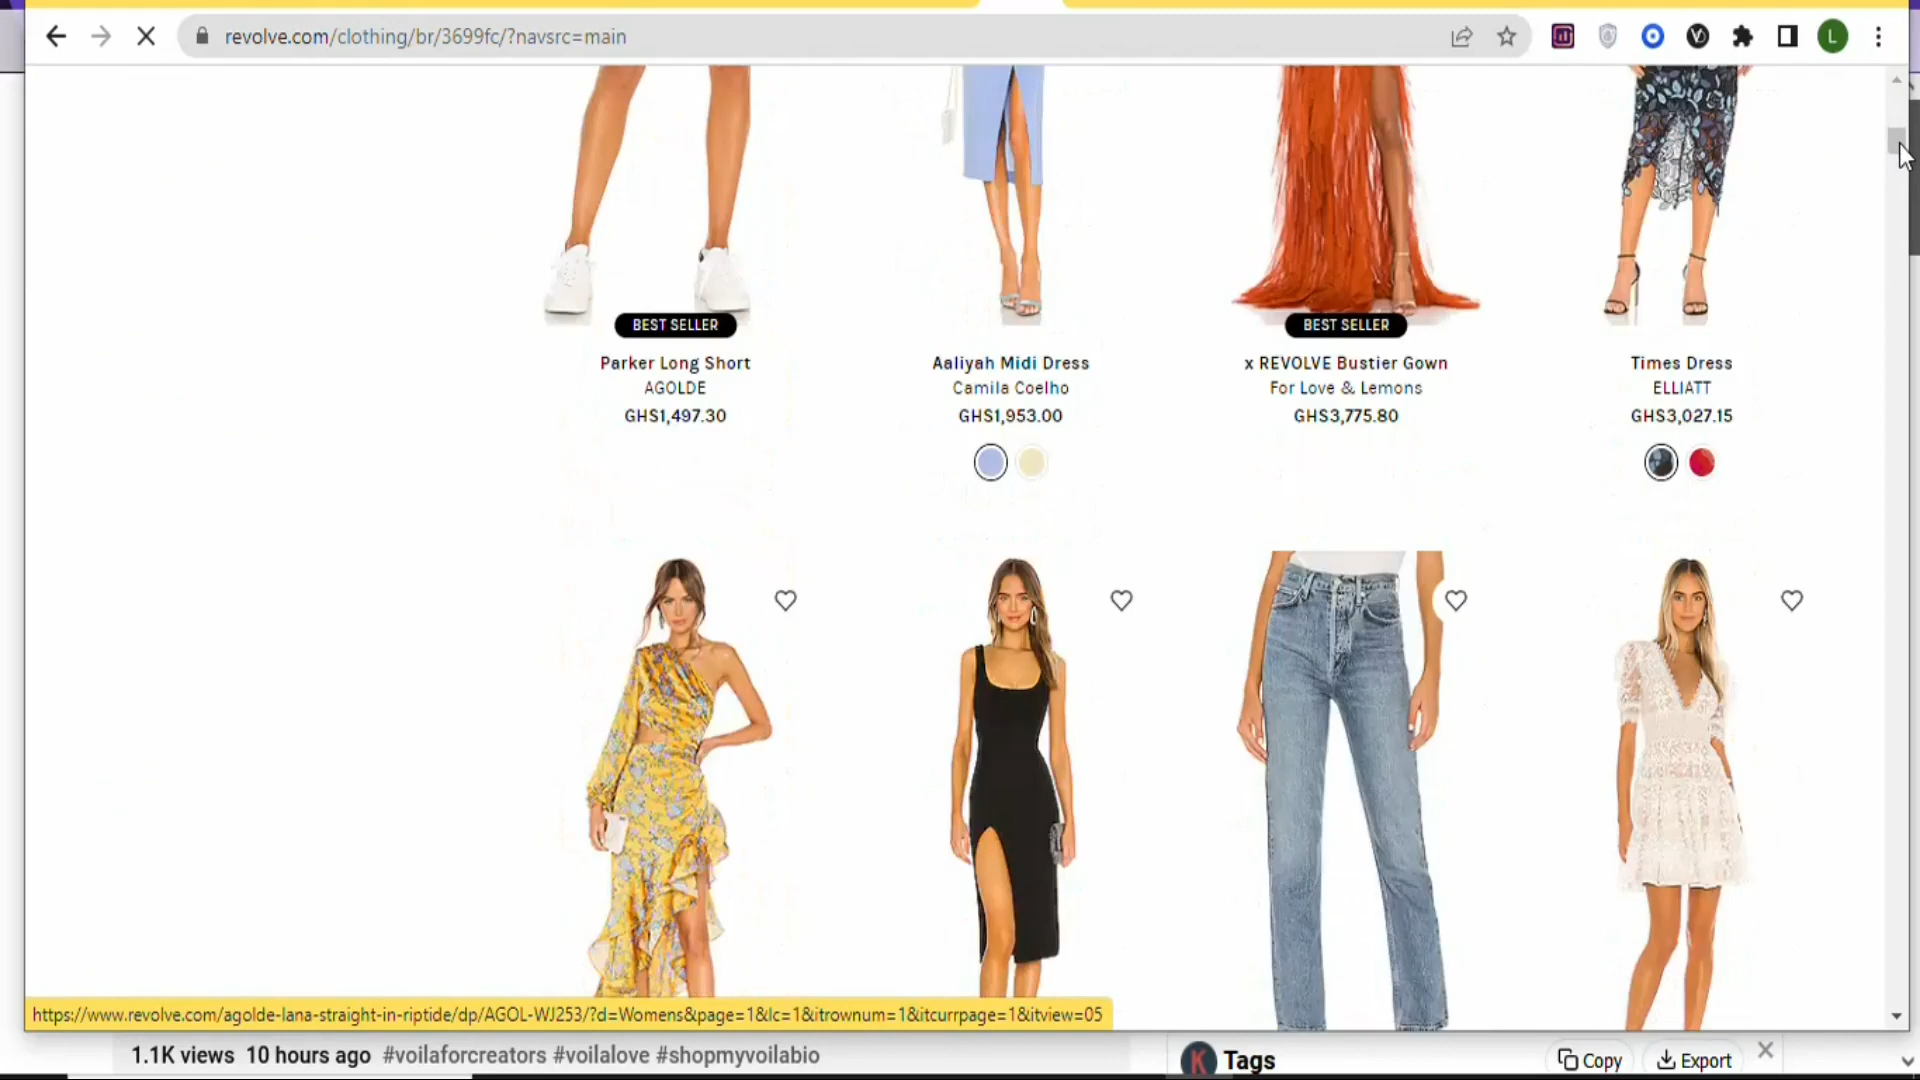 revolve.com/clothing/br/3699fc/?navsrc=main
L
BEST SELLER
BEST SELLER
Parker Long Short
AGOLDE
GHS1,497.30
Aaliyah Midi Dress
Camila Coelho
GHS1,953.00
x REVOLVE Bustier Gown
For Love & Lemons
GHS3,775.80
Times Dress
ELLIATT
GHS3,027.15
https://www.revolve.com/agolde-lana-straight-in-riptide/dp/AGOL-WJ253/?d=Womens&page=1&lc=1&itrownum=1&itcurrpage=1&itview=05
1.1K views 10 hours ago #voilaforcreators #voilalove #shopmyvoilabio
K Tags
Copy
Export